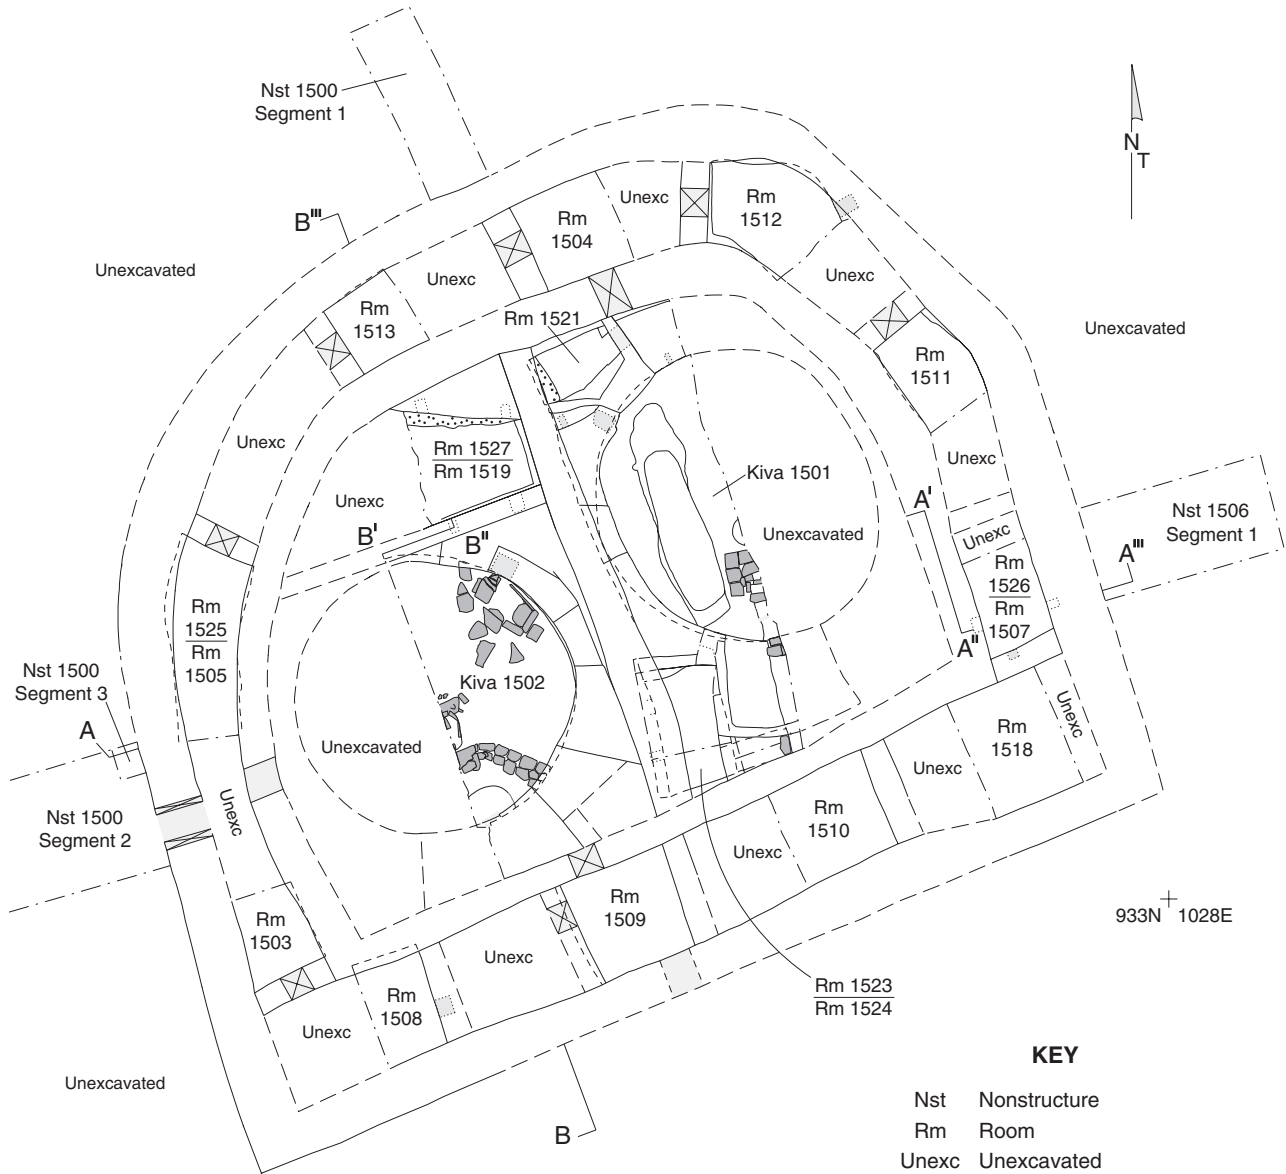 Nst 1500
Segment 1
N
T
B'''
Unexcavated
Unexc
Rm
1504
Unexc
Rm
1512
Unexc
Rm
1513
Rm 1521
Unexc
Rm
1511
Unexcavated
Unexc
Rm 1527
Rm 1519
Unexc
Kiva 1501
Unexc
A'
Nst 1506
Segment 1
B'
B''
Unexcavated
Unexc
A'''
Rm
1526
Rm
1507
A''
Rm
1525
Rm
1505
Nst 1500
Segment 3
A
Kiva 1502
Unexcavated
Unexc
Rm
1518
Unexc
Nst 1500
Segment 2
Unexc
Rm
1510
Unexc
Rm
1509
Rm
1503
933N 1028E
Unexc
Rm
1508
Unexc
Rm 1523
Rm 1524
Unexcavated
B
KEY
Nst Nonstructure
Rm Room
Unexc Unexcavated